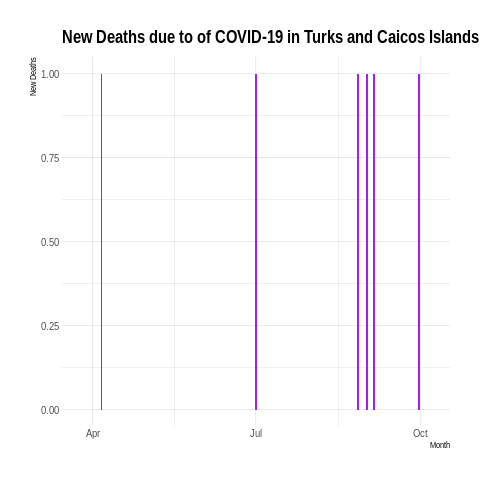 New Deaths due to of COVID-19 in Turks and Caicos Islands
New Deaths
1.00
0.75
0.50
0.25
0.00
Apr Jul Oct
Month